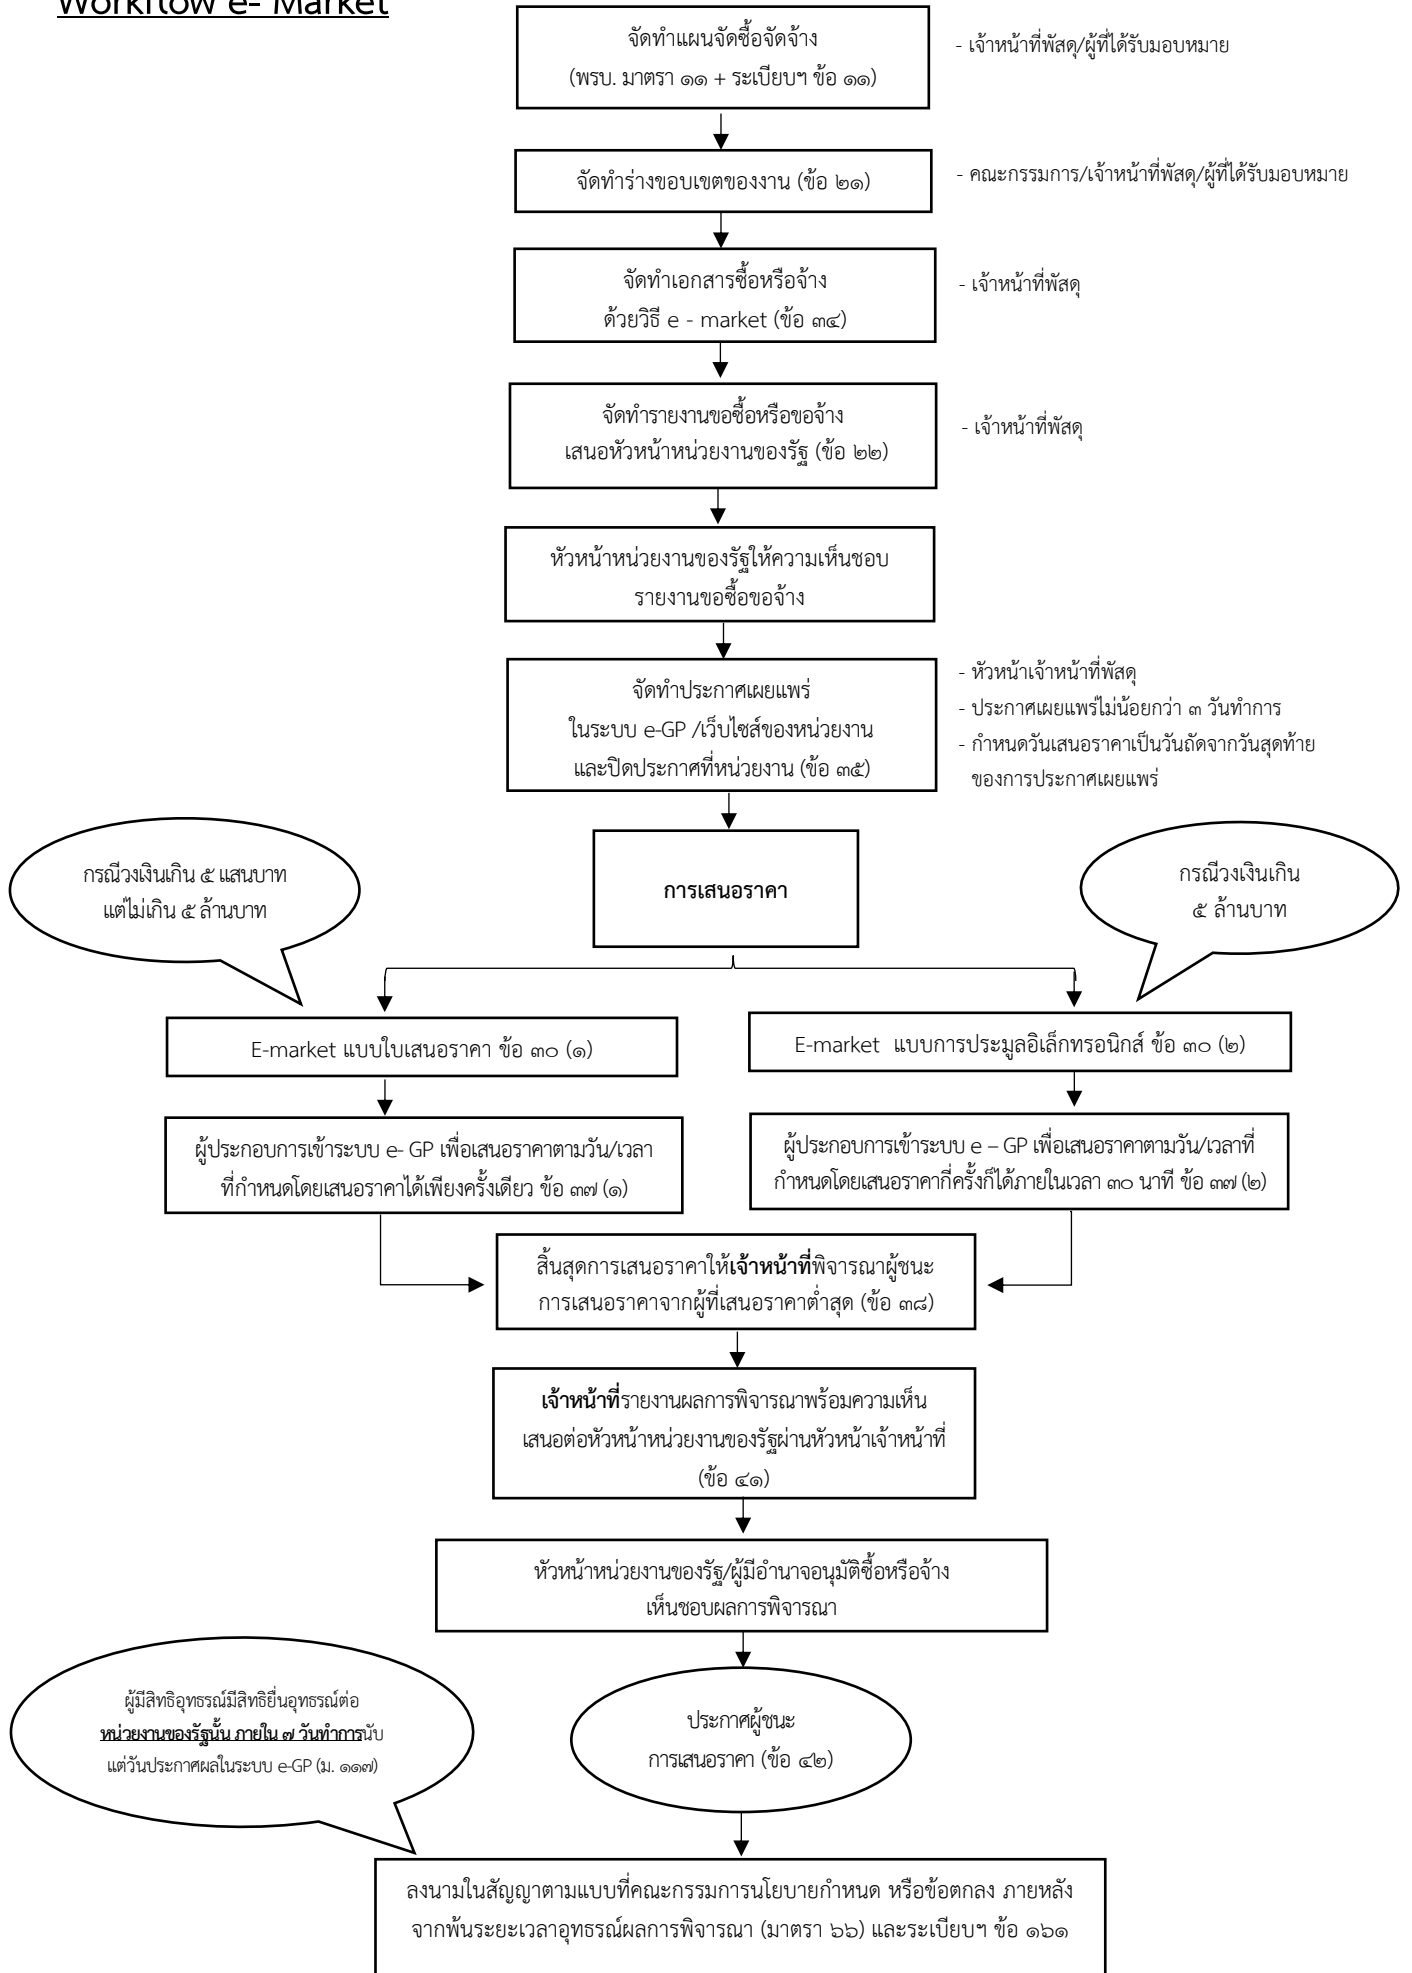 Workflow e- Market
จัดทำแผนจัดซื้อจัดจ้าง
(พรบ. มาตรา ๑๑ + ระเบียบฯ ข้อ ๑๑)
- เจ้าหน้าที่พัสดุ/ผู้ที่ได้รับมอบหมาย
จัดทำร่างขอบเขตของงาน (ข้อ ๒๑)
- คณะกรรมการ/เจ้าหน้าที่พัสดุ/ผู้ที่ได้รับมอบหมาย
จัดทำเอกสารซื้อหรือจ้าง
ด้วยวิธี e - market (ข้อ ๓๔)
- เจ้าหน้าที่พัสดุ
จัดทำรายงานขอซื้อหรือขอจ้าง
เสนอหัวหน้าหน่วยงานของรัฐ (ข้อ ๒๒)
- เจ้าหน้าที่พัสดุ
หัวหน้าหน่วยงานของรัฐให้ความเห็นชอบ
รายงานขอซื้อขอจ้าง
จัดทำประกาศเผยแพร่
ในระบบ e-GP /เว็บไซส์ของหน่วยงาน
และปิดประกาศที่หน่วยงาน (ข้อ ๓๕)
- หัวหน้าเจ้าหน้าที่พัสดุ
- ประกาศเผยแพร่ไม่น้อยกว่า ๓ วันทำการ
- กำหนดวันเสนอราคาเป็นวันถัดจากวันสุดท้าย
ของการประกาศเผยแพร่
กรณีวงเงินเกิน ๕ แสนบาท
แต่ไม่เกิน ๕ ล้านบาท
การเสนอราคา
กรณีวงเงินเกิน
๕ ล้านบาท
E-market แบบใบเสนอราคา ข้อ ๓๐ (๑)
E-market แบบการประมูลอิเล็กทรอนิกส์ ข้อ ๓๐ (๒)
ผู้ประกอบการเข้าระบบ e- GP เพื่อเสนอราคาตามวัน/เวลา
ที่กำหนดโดยเสนอราคาได้เพียงครั้งเดียว ข้อ ๓๗ (๑)
ผู้ประกอบการเข้าระบบ e – GP เพื่อเสนอราคาตามวัน/เวลาที่
กำหนดโดยเสนอราคากี่ครั้งก็ได้ภายในเวลา ๓๐ นาที ข้อ ๓๗ (๒)
สิ้นสุดการเสนอราคาให้เจ้าหน้าที่พิจารณาผู้ชนะ
การเสนอราคาจากผู้ที่เสนอราคาต่ำสุด (ข้อ ๓๘)
เจ้าหน้าที่รายงานผลการพิจารณาพร้อมความเห็น
เสนอต่อหัวหน้าหน่วยงานของรัฐผ่านหัวหน้าเจ้าหน้าที่
(ข้อ ๔๑)
หัวหน้าหน่วยงานของรัฐ/ผู้มีอำนาจอนุมัติซื้อหรือจ้าง
เห็นชอบผลการพิจารณา
ผู้มีสิทธิอุทธรณ์มีสิทธิยื่นอุทธรณ์ต่อ
หน่วยงานของรัฐนั้น ภายใน ๗ วันทำการนับ
แต่วันประกาศผลในระบบ e-GP (ม. ๑๑๗)
ประกาศผู้ชนะ
การเสนอราคา (ข้อ ๔๒)
ลงนามในสัญญาตามแบบที่คณะกรรมการนโยบายกำหนด หรือข้อตกลง ภายหลัง
จากพ้นระยะเวลาอุทธรณ์ผลการพิจารณา (มาตรา ๖๖) และระเบียบฯ ข้อ ๑๖๑